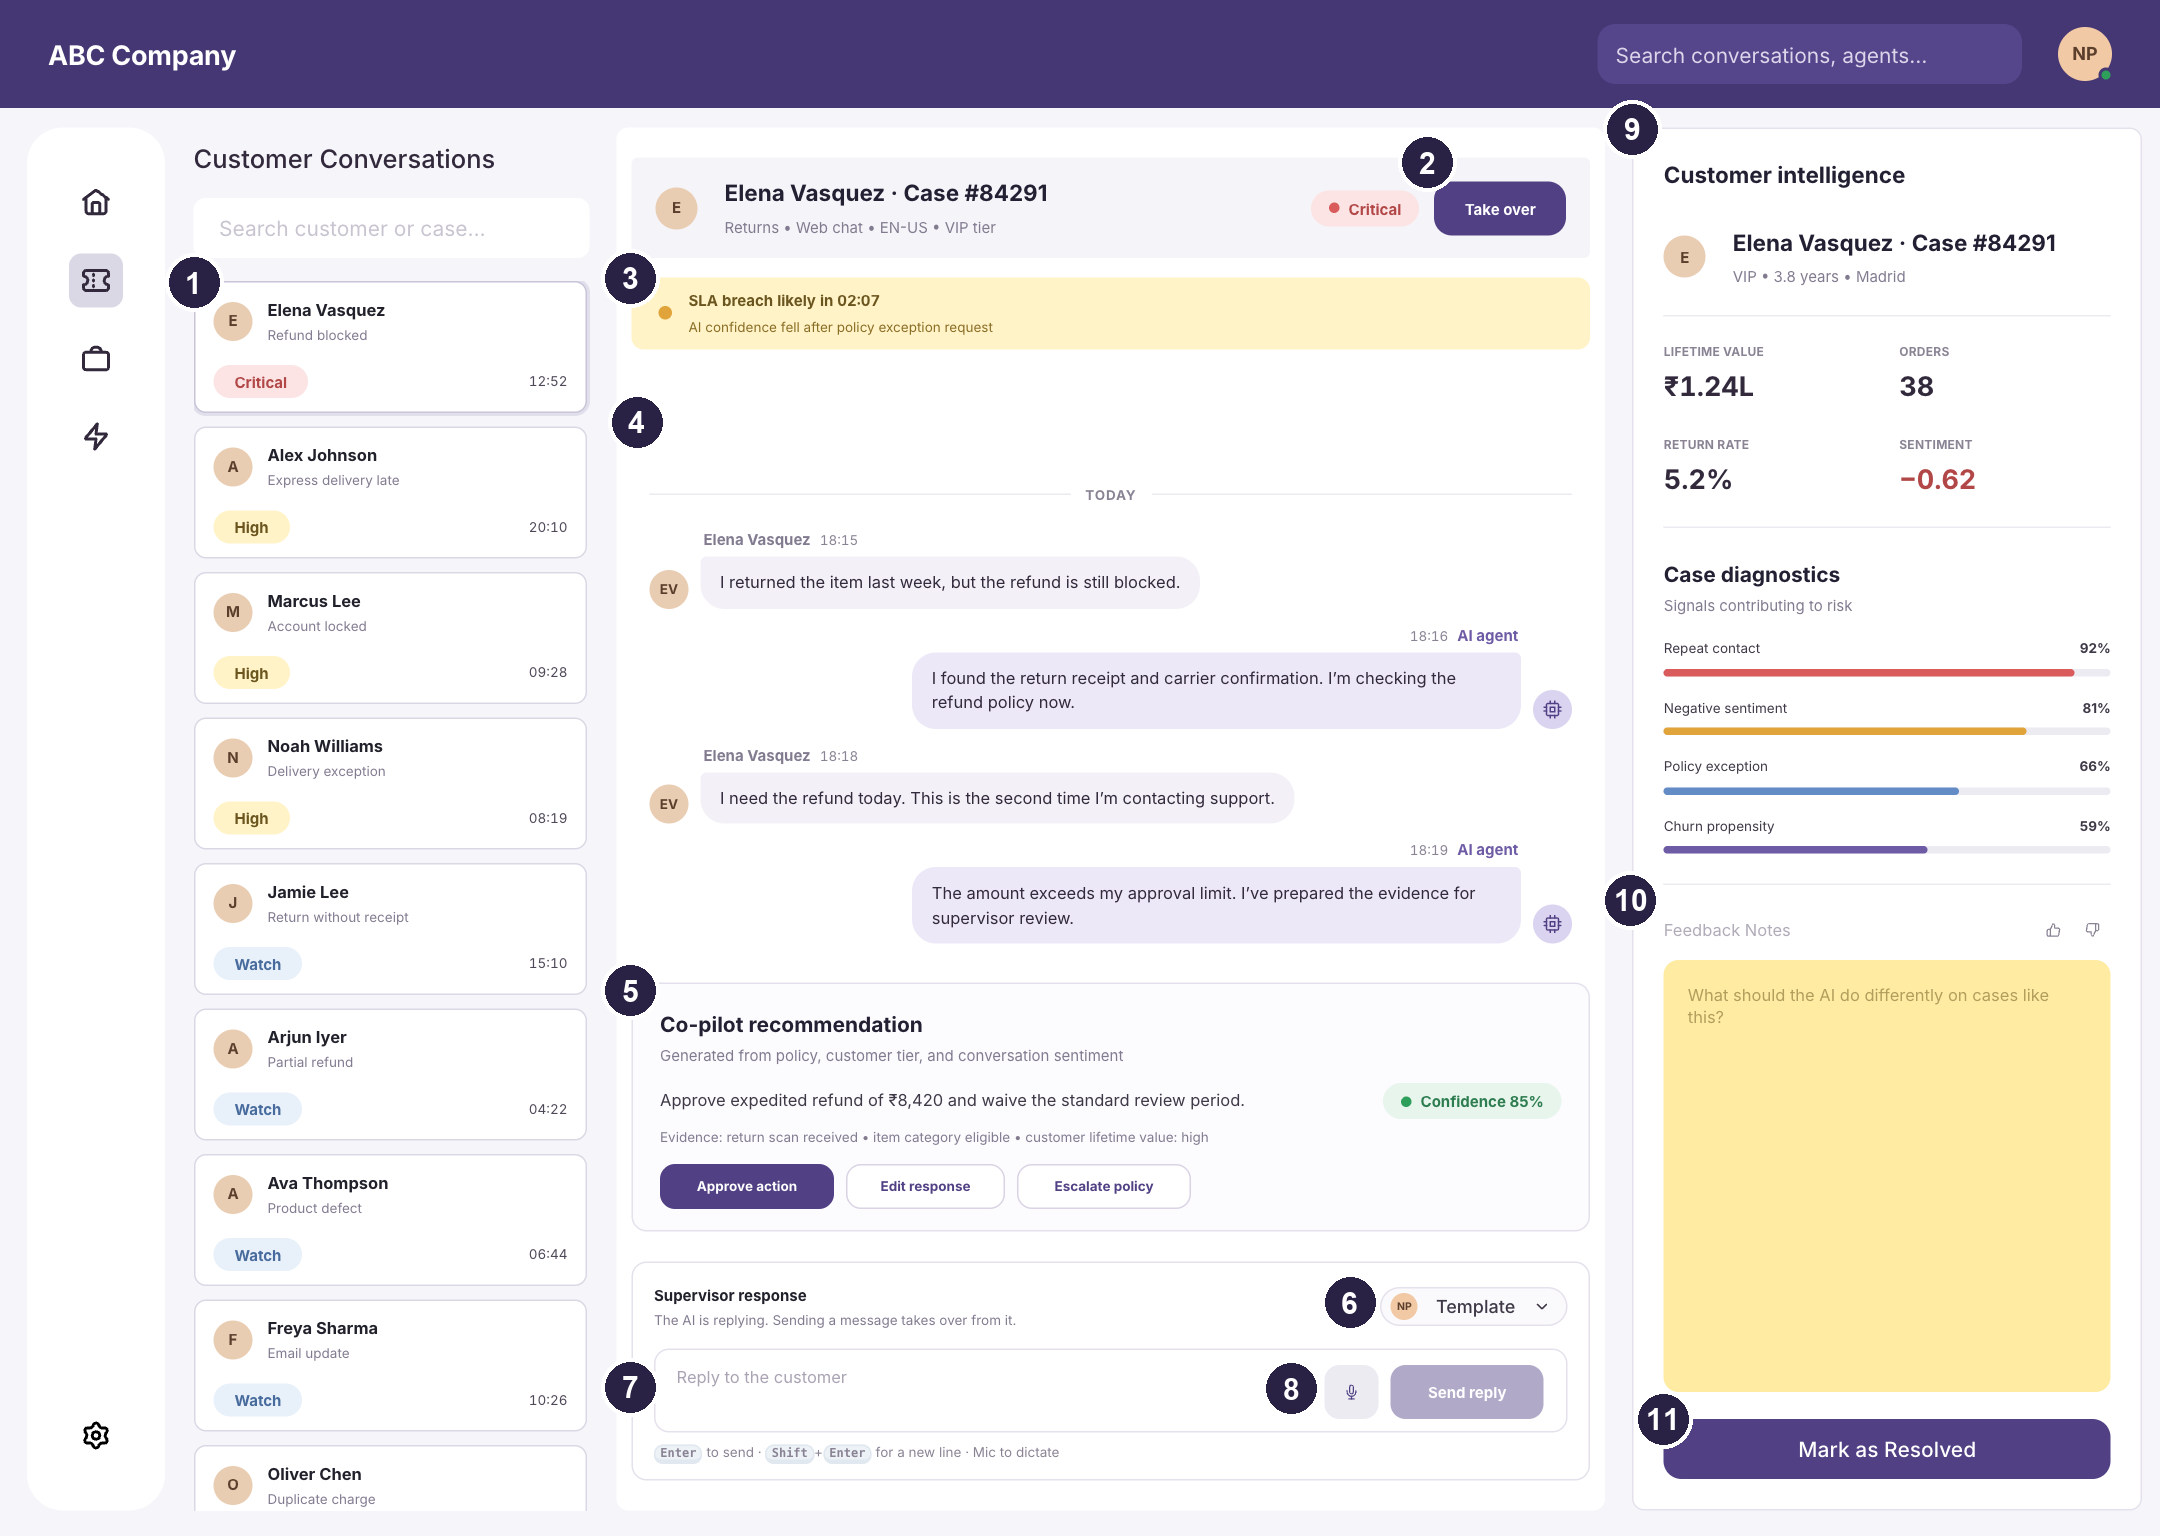 ABC Company
Search conversations, agents...
NP
Customer Conversations
Search customer or case...
1
E
Elena Vasquez
Refund blocked
Critical
12:52
A
Alex Johnson
Express delivery late
High
20:10
M
Marcus Lee
Account locked
High
09:28
N
Noah Williams
Delivery exception
High
08:19
J
Jamie Lee
Return without receipt
Watch
15:10
A
Arjun Iyer
Partial refund
Watch
04:22
A
Ava Thompson
Product defect
Watch
06:44
F
Freya Sharma
Email update
Watch
10:26
O
Oliver Chen
Duplicate charge
2
E
Elena Vasquez · Case #84291
Returns • Web chat • EN-US • VIP tier
Critical
Take over
3
SLA breach likely in 02:07
AI confidence fell after policy exception request
4
TODAY
Elena Vasquez 18:15
EV
I returned the item last week, but the refund is still blocked.
18:16 AI agent
I found the return receipt and carrier confirmation. I’m checking the
refund policy now.
Elena Vasquez 18:18
EV
I need the refund today. This is the second time I’m contacting support.
18:19 AI agent
The amount exceeds my approval limit. I’ve prepared the evidence for
supervisor review.
5
Co-pilot recommendation
Generated from policy, customer tier, and conversation sentiment
Approve expedited refund of ₹8,420 and waive the standard review period.
Confidence 85%
Evidence: return scan received • item category eligible • customer lifetime value: high
Approve action
Edit response
Escalate policy
Supervisor response
The AI is replying. Sending a message takes over from it.
6
NP
Template
7
Reply to the customer
8
Send reply
Enter to send · Shift+Enter for a new line · Mic to dictate
9
Customer intelligence
E
Elena Vasquez · Case #84291
VIP • 3.8 years • Madrid
LIFETIME VALUE
₹1.24L
ORDERS
38
RETURN RATE
5.2%
SENTIMENT
−0.62
Case diagnostics
Signals contributing to risk
Repeat contact 92%
Negative sentiment 81%
Policy exception 66%
Churn propensity 59%
10
Feedback Notes
What should the AI do differently on cases like
this?
11
Mark as Resolved